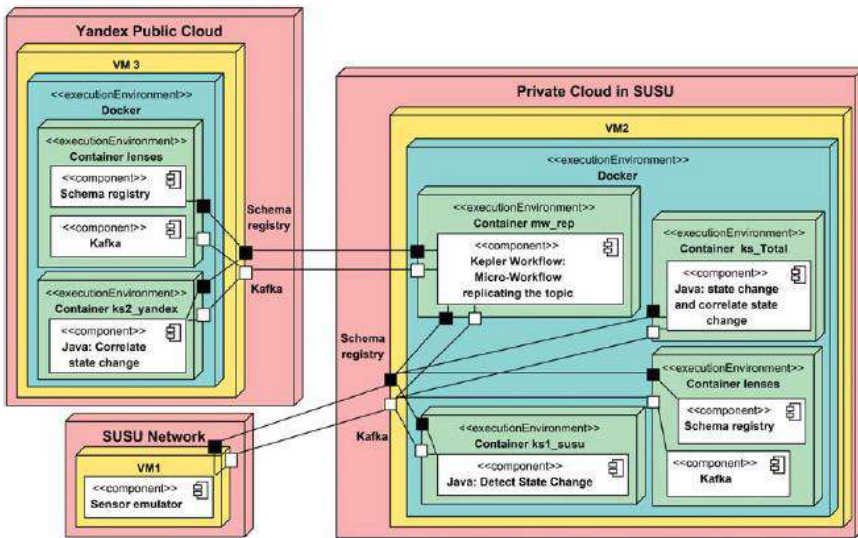 Yandex Public Cloud
VM 3
<<executionEnvironment>>
Docker
<<executionEnvironment>>
Container lenses
<<component>>
Schema registry
<<component>>
Kafka
<<executionEnvironment>>
Container ks2_yandex
<<component>>
Java: Correlate
state change
Schema
registry
Kafka
SUSU Network
VM1
<<component>>
Sensor emulator
Private Cloud in SUSU
VM2
<<executionEnvironment>>
Docker
<<executionEnvironment>>
Container mw_rep
<<component>>
Kepler Workflow:
Micro-Workflow
replicating the topic
<<executionEnvironment>>
Container ks_Total
<<component>>
Java: state change
and correlate state
change
Schema
registry
Kafka
<<executionEnvironment>>
Container ks1_susu
<<component>>
Java: Detect State Change
<<executionEnvironment>>
Container lenses
<<component>>
Schema registry
<<component>>
Kafka